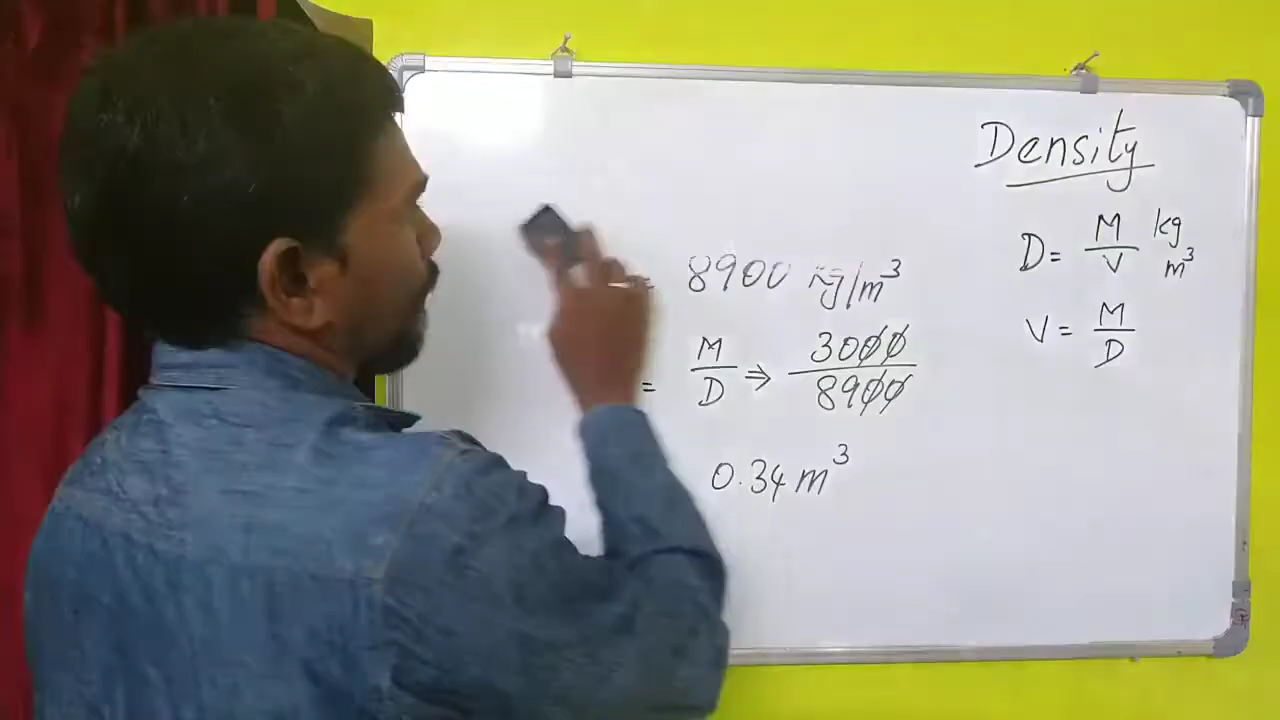 Density
D = M/V kg m³
V = M/D
= 8900 kg/m³
= M/D ⇒ 3000/8900
0.34 m³